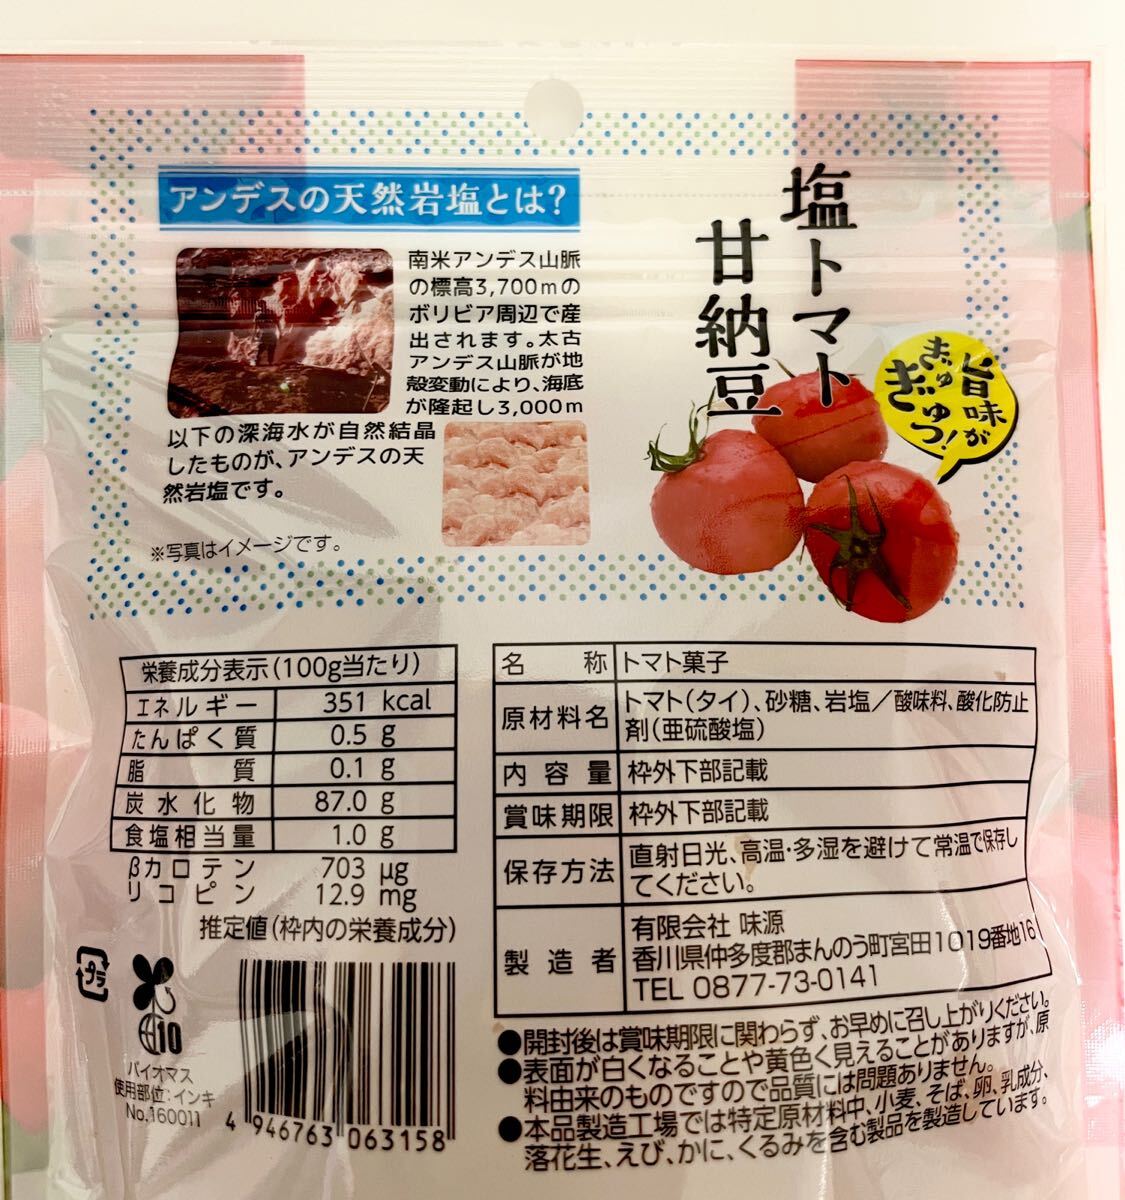 アンデスの天然岩塩とは?
南米アンデス山脈
の標高3,700mの
ボリビア周辺で産
出されます。太古
アンデス山脈が地
殻変動により、海底
が隆起し3,000m
以下の深海水が自然結晶
したものが、アンデスの天
然岩塩です。
※写真はイメージです。
塩トマト
甘納豆
旨味が
ぎゅ
ぎゅっ!
栄養成分表示(100g当たり)
エネルギー 351 kcal
たんぱく質 0.5 g
脂質 0.1 g
炭水化物 87.0 g
食塩相当量 1.0 g
βカロテン 703 μg
リコピン 12.9 mg
推定値(枠内の栄養成分)
名称 トマト菓子
原材料名 トマト(タイ)、砂糖、岩塩/酸味料、酸化防止
剤(亜硫酸塩)
内容量 枠外下部記載
賞味期限 枠外下部記載
保存方法 直射日光、高温・多湿を避けて常温で保存し
てください。
製造者 有限会社 味源
香川県仲多度郡まんのう町宮田1019番地16
TEL 0877-73-0141
プラ
10
バイオマス
使用部位:インキ
No.160011
4 946763 063158
●開封後は賞味期限に関わらず、お早めに召し上がりください。
●表面が白くなることや黄色く見えることがありますが、原
料由来のものですので品質には問題ありません。
●本品製造工場では特定原材料中、小麦、そば、卵、乳成分、
落花生、えび、かに、くるみを含む製品を製造しています。